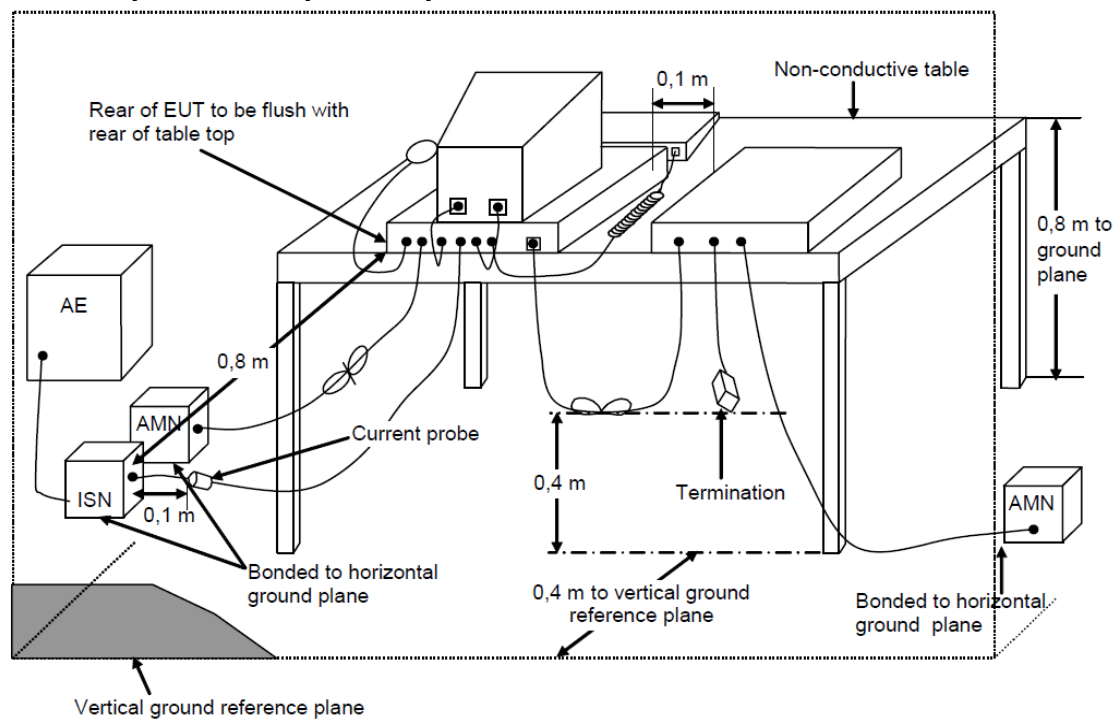 0,1 m
Non-conductive table
Rear of EUT to be flush with
rear of table top
0,8 m to
ground
plane
AE
0,8 m
AMN
Current probe
ISN
0,1 m
0,4 m
Termination
AMN
Bonded to horizontal
ground plane
0,4 m to vertical ground
reference plane
Bonded to horizontal
ground plane
Vertical ground reference plane